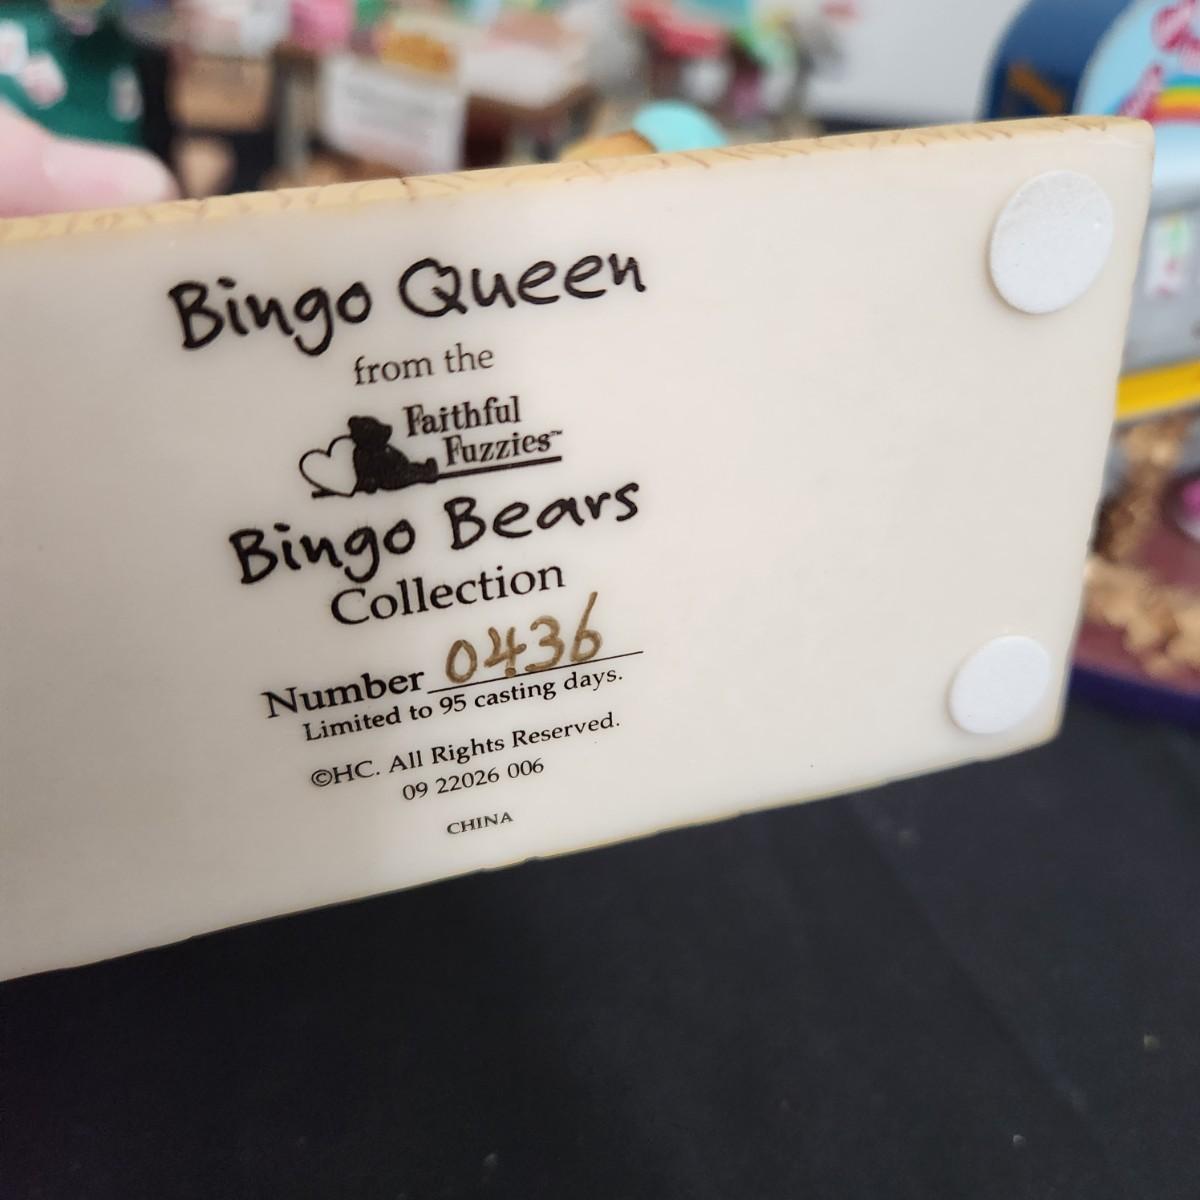 Bingo Queen
from the
Faithful
Fuzzies™
Bingo Bears
Collection
Number 0436
Limited to 95 casting days.
©HC. All Rights Reserved.
09 22026 006
CHINA